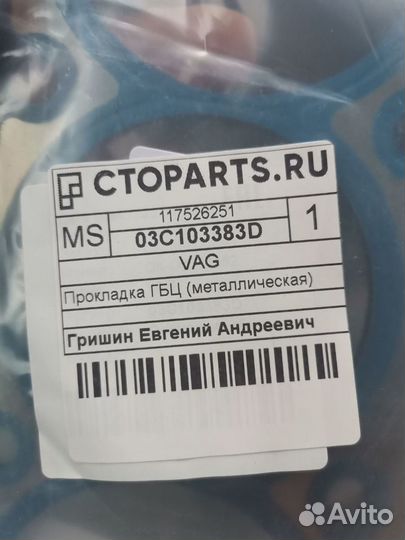 CTOPARTS.RU
117526251
MS 03C103383D 1
VAG
Прокладка ГБЦ (металлическая)
Гришин Евгений Андреевич
Avito